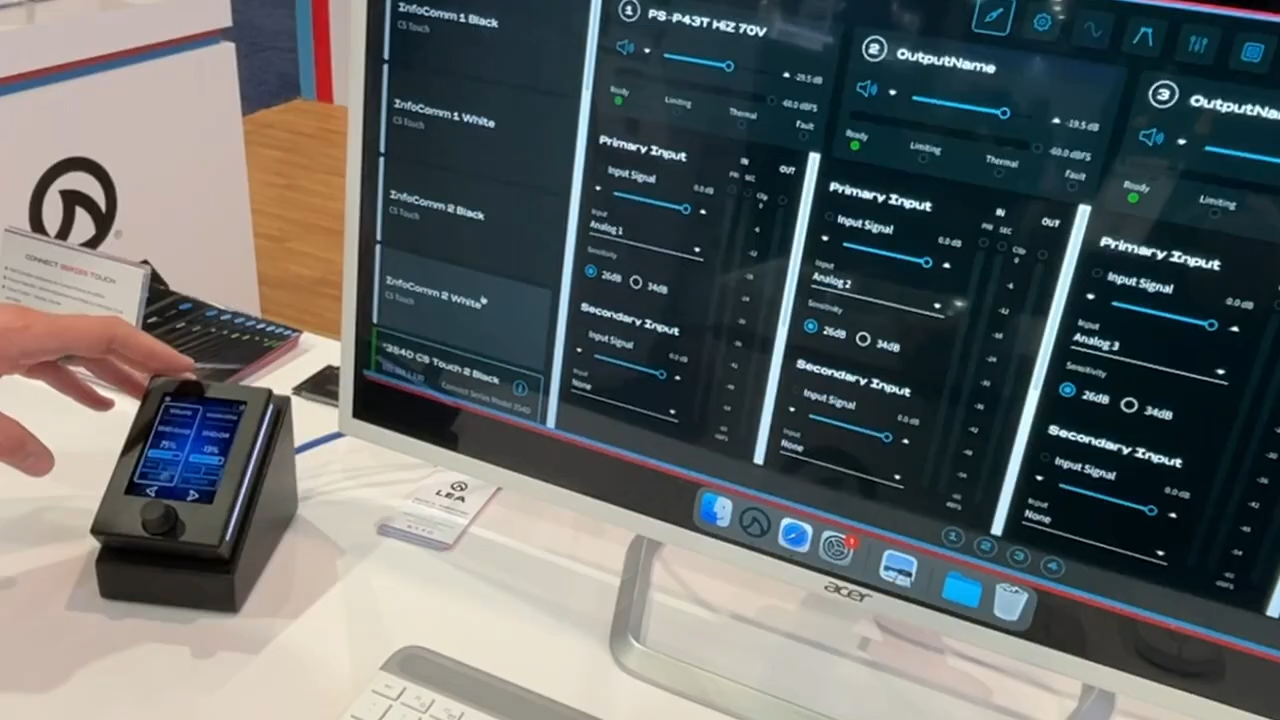 InfoComm 1 Black
CS Touch
InfoComm 1 White
CS Touch
InfoComm 2 Black
CS Touch
InfoComm 2 White
CS Touch
*354D CS Touch 2 Black
Connect Series Model 354D
1 PS-P43T HiZ 70V
-29.5 dB
-60.0 dBFS
Ready Limiting Thermal Fault
Primary Input
IN OUT
PRI SEC Clip
Input Signal 0.0 dB
Input
Analog 1
Sensitivity
26dB 34dB
Secondary Input
Input Signal 0.0 dB
Input
None
2 OutputName
-19.5 dB
-60.0 dBFS
Ready Limiting Thermal Fault
Primary Input
IN OUT
PRI SEC Clip
Input Signal 0.0 dB
Input
Analog 2
Sensitivity
26dB 34dB
Secondary Input
Input Signal 0.0 dB
Input
None
3
Ready Limiting
Primary Input
Input Signal 0.0 dB
Input
Analog 3
Sensitivity
26dB 34dB
Secondary Input
Input Signal 0.0 dB
Input
None
1 2 3 4
acer
CONNECT SERIES TOUCH
LEA
75%